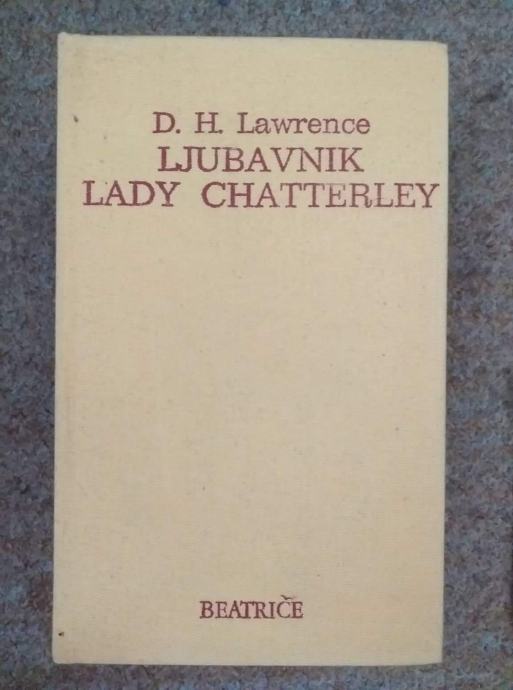 D. H. Lawrence
LJUBAVNIK
LADY CHATTERLEY
BEATRIČE